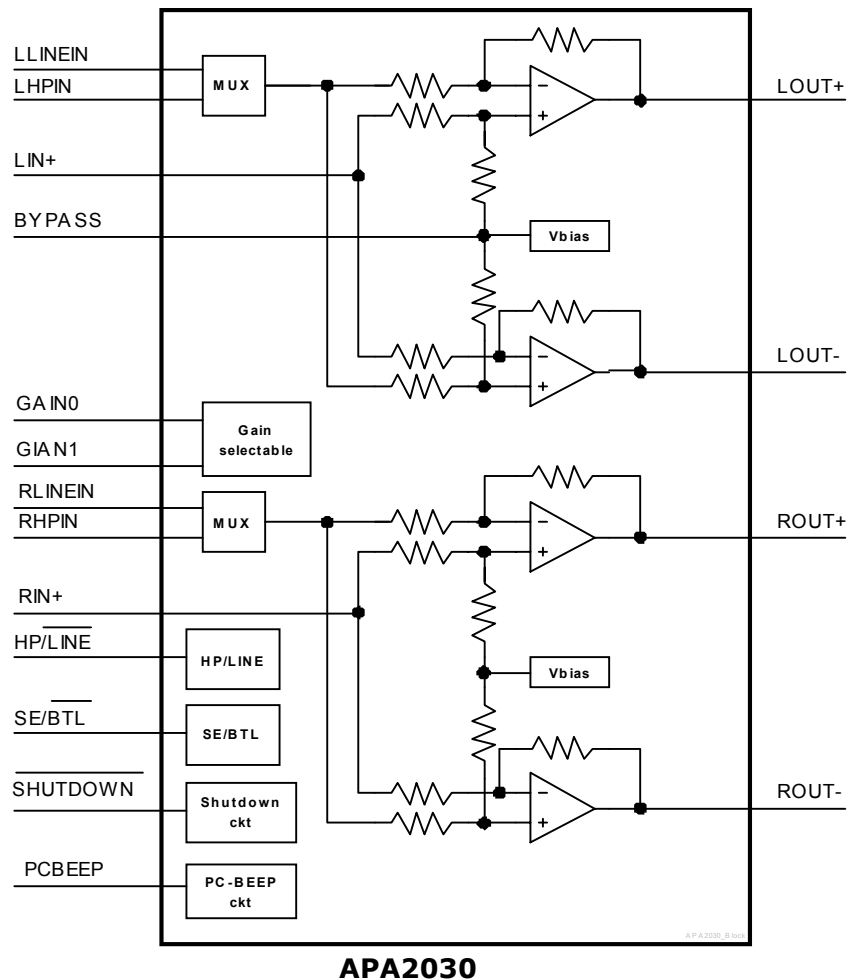 LLINEIN
LHPIN
MUX
LOUT+
LIN+
BYPASS
Vbias
LOUT-
GAIN0
GIAN1
Gain
selectable
RLINEIN
RHPIN
MUX
ROUT+
RIN+
HP/LINE
HP/LINE
Vbias
SE/BTL
SE/BTL
SHUTDOWN
Shutdown
ckt
ROUT-
PCBEEP
PC-BEEP
ckt
APA2030_Block
APA2030